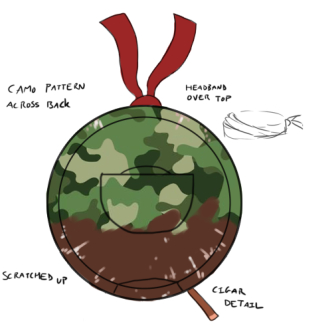 CAMO PATTERN
ACROSS BACK
HEADBAND
OVER TOP
SCRATCHED UP
CIGAR
DETAIL